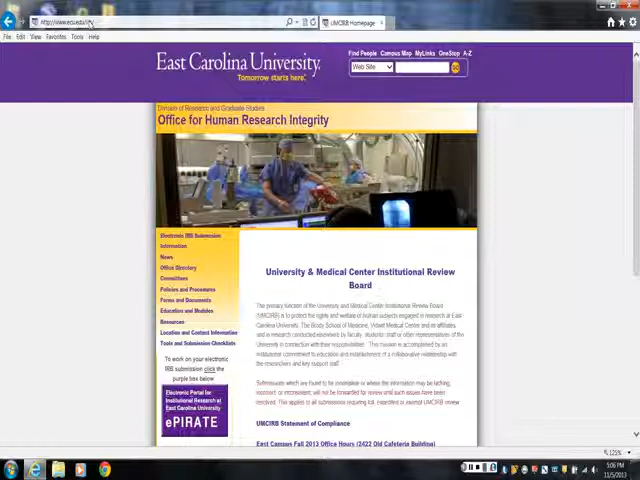 http://www.ecu.edu/irb/
UMCIRB Homepage
File Edit View Favorites Tools Help
East Carolina University.
Tomorrow starts here.
Find People Campus Map MyLinks OneStop A-Z
Web Site
GO
Division of Research and Graduate Studies
Office for Human Research Integrity
Electronic IRB Submission
Information
News
Office Directory
Committees
Policies and Procedures
Forms and Documents
Education and Modules
Resources
Location and Contact Information
Tools and Submission Checklists
To work on your electronic
IRB submission click the
purple box below
Electronic Portal for
Institutional Research at
East Carolina University
ePIRATE
University & Medical Center Institutional Review
Board
The primary function of the University and Medical Center Institutional Review Board
(UMCIRB) is to protect the rights and welfare of human subjects engaged in research at East
Carolina University, The Brody School of Medicine, Vidant Medical Center and its affiliates,
and is research conducted elsewhere by faculty, students, staff or other representatives of the
University in connection with their responsibilities. This mission is accomplished by an
institutional commitment to education and establishment of a collaborative relationship with
the researchers and key support staff.
Submissions which are found to be incomplete or where the information may be lacking,
incorrect, or inconsistent, will not be forwarded for review until such issues have been
resolved. This applies to all submissions requiring full, expedited or exempt UMCIRB review
UMCIRB Statement of Compliance
East Campus Fall 2013 Office Hours (2422 Old Cafeteria Building)
125%
5:06 PM
11/5/2013